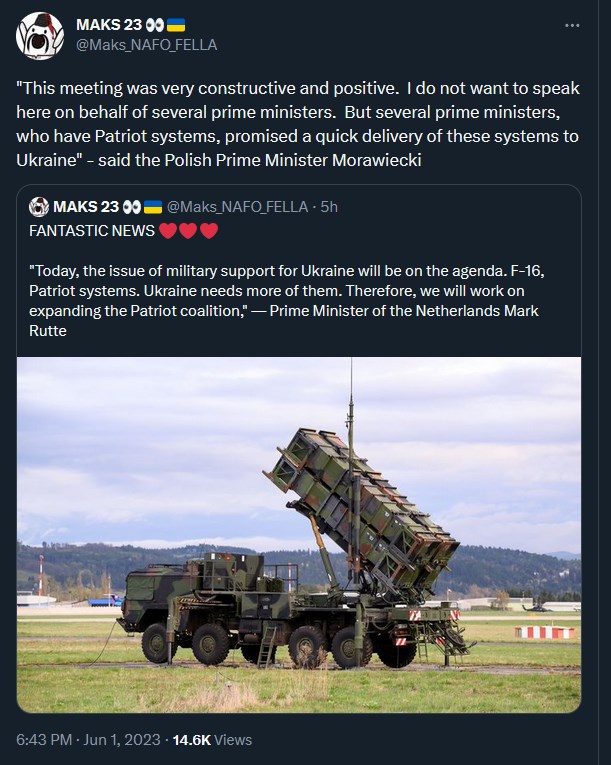 MAKS 23 👀🇺🇦
@Maks_NAFO_FELLA
"This meeting was very constructive and positive.  I do not want to speak
here on behalf of several prime ministers.  But several prime ministers,
who have Patriot systems, promised a quick delivery of these systems to
Ukraine" - said the Polish Prime Minister Morawiecki
MAKS 23 👀🇺🇦 @Maks_NAFO_FELLA · 5h
FANTASTIC NEWS ❤️❤️❤️
"Today, the issue of military support for Ukraine will be on the agenda. F-16,
Patriot systems. Ukraine needs more of them. Therefore, we will work on
expanding the Patriot coalition," — Prime Minister of the Netherlands Mark
Rutte
6:43 PM · Jun 1, 2023 · 14.6K Views